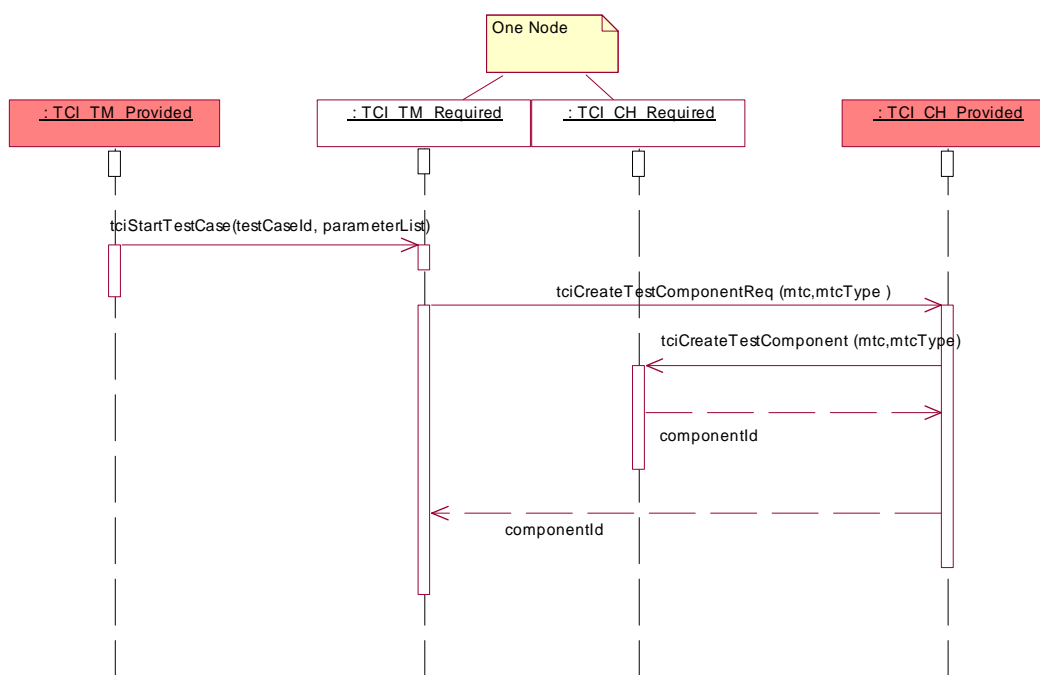 One Node
: TCI_TM_Provided
: TCI_TM_Required
: TCI_CH_Required
: TCI_CH_Provided
tciStartTestCase(testCaseId, parameterList)
tciCreateTestComponentReq (mtc,mtcType )
tciCreateTestComponent (mtc,mtcType)
componentId
componentId